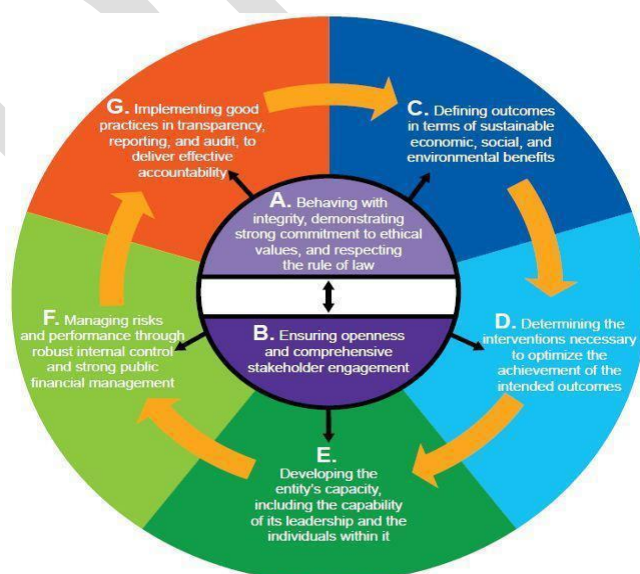 G. Implementing good
practices in transparency,
reporting, and audit, to
deliver effective
accountability
C. Defining outcomes
in terms of sustainable
economic, social, and
environmental benefits
A. Behaving with
integrity, demonstrating
strong commitment to ethical
values, and respecting
the rule of law
F. Managing risks
and performance through
robust internal control
and strong public
financial management
B. Ensuring openness
and comprehensive
stakeholder engagement
D. Determining the
interventions necessary
to optimize the
achievement of the
intended outcomes
E.
Developing the
entity's capacity,
including the capability
of its leadership and the
individuals within it